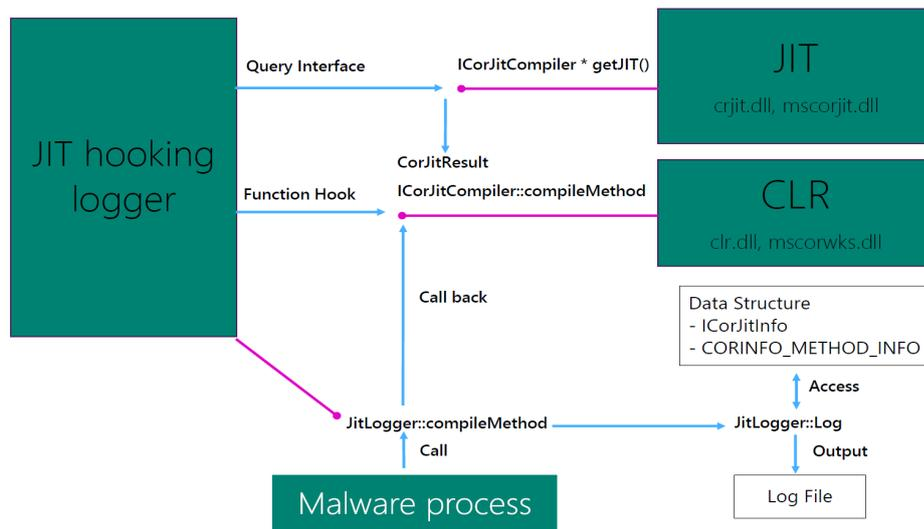 JIT hooking
logger
Query Interface
ICorJitCompiler * getJIT()
JIT
crjit.dll, mscorjit.dll
CorJitResult
ICorJitCompiler::compileMethod
Function Hook
CLR
clr.dll, mscorwks.dll
Call back
Data Structure
- ICorJitInfo
- CORINFO_METHOD_INFO
Access
JitLogger::compileMethod
JitLogger::Log
Call
Output
Malware process
Log File